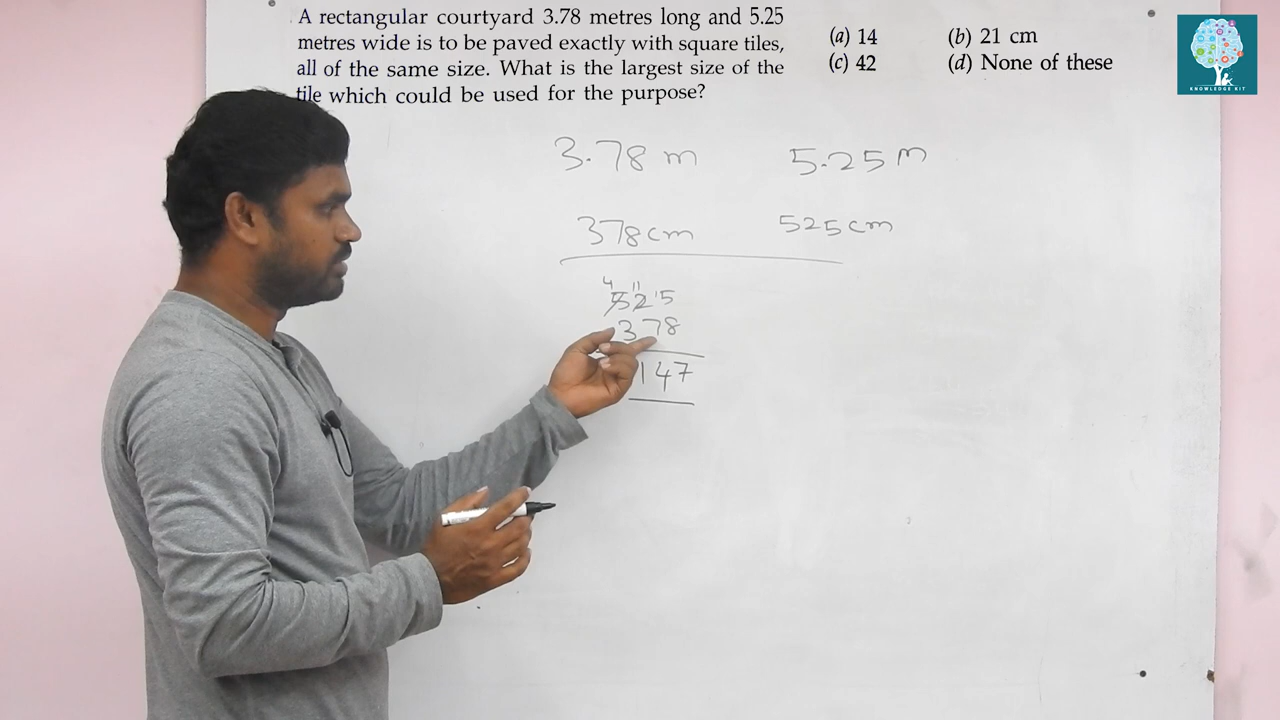 A rectangular courtyard 3.78 metres long and 5.25
metres wide is to be paved exactly with square tiles,
all of the same size. What is the largest size of the
tile which could be used for the purpose?
(a) 14 (b) 21 cm
(c) 42 (d) None of these
KNOWLEDGE KIT
3.78 m 5.25 m
378 cm 525 cm
4 11 1
525
378
147